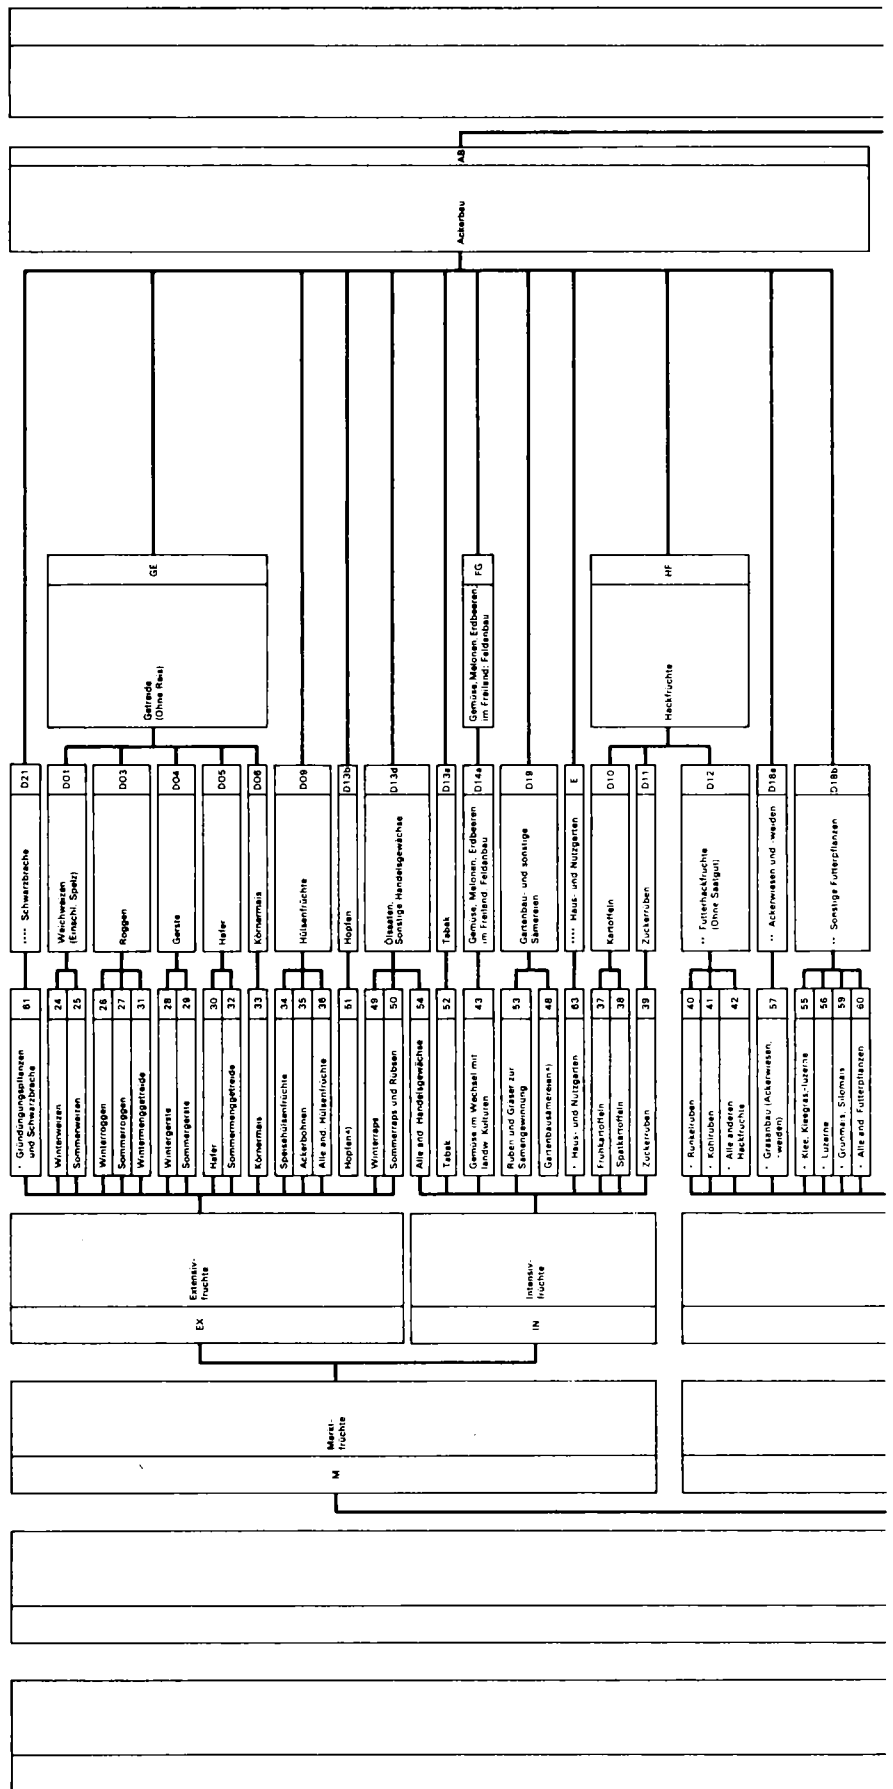 AB
Ackerbau
GE
Getreide
(Ohne Reis)
FG
Gemüse, Melonen, Erdbeeren,
im Freiland: Feldanbau
HF
Hackfrüchte
D21
**** Schwarzbrache
D01
Weichweizen
(Einschl. Spelz)
D03
Roggen
D04
Gerste
D05
Hafer
D06
Körnermais
D09
Hülsenfrüchte
D13b
Hopfen
D13d
Ölsaaten,
Sonstige Handelsgewächse
D13a
Tabak
D14a
Gemüse, Melonen, Erdbeeren
im Freiland, Feldanbau
D19
Gartenbau- und sonstige
Sämereien
E
**** Haus- und Nutzgärten
D10
Kartoffeln
D11
Zuckerrüben
D12
** Futterhackfrüchte
(Ohne Saatgut)
D18a
** Ackerwiesen und -weiden
D18b
** Sonstige Futterpflanzen
61
* Gründüngungspflanzen
und Schwarzbrache
24
Winterweizen
25
Sommerweizen
26
Winterroggen
27
Sommerroggen
31
Wintermenggetreide
28
Wintergerste
29
Sommergerste
30
Hafer
32
Sommermenggetreide
33
Körnermais
34
Speisehülsenfrüchte
35
Ackerbohnen
36
Alle and. Hülsenfrüchte
51
Hopfen⁴)
49
Winterraps
50
Sommerraps und Rübsen
54
Alle and Handelsgewächse
52
Tabak
43
Gemüse im Wechsel mit
landw Kulturen
53
Rüben und Gräser zur
Samengewinnung
48
Gartenbausämereien⁴)
63
* Haus- und Nutzgärten
37
Frühkartoffeln
38
Spätkartoffeln
39
Zuckerrüben
40
* Runkelrüben
41
* Kohlrüben
42
Alle anderen
Hackfrüchte
57
* Grasanbau (Ackerwiesen,
-weiden)
55
* Klee, Kleegras,-luzerne
56
* Luzerne
59
* Grünmais, Silomais
60
* Alle and Futterpflanzen
Extensiv-
früchte
EX
Intensiv-
früchte
IN
Markt-
früchte
M